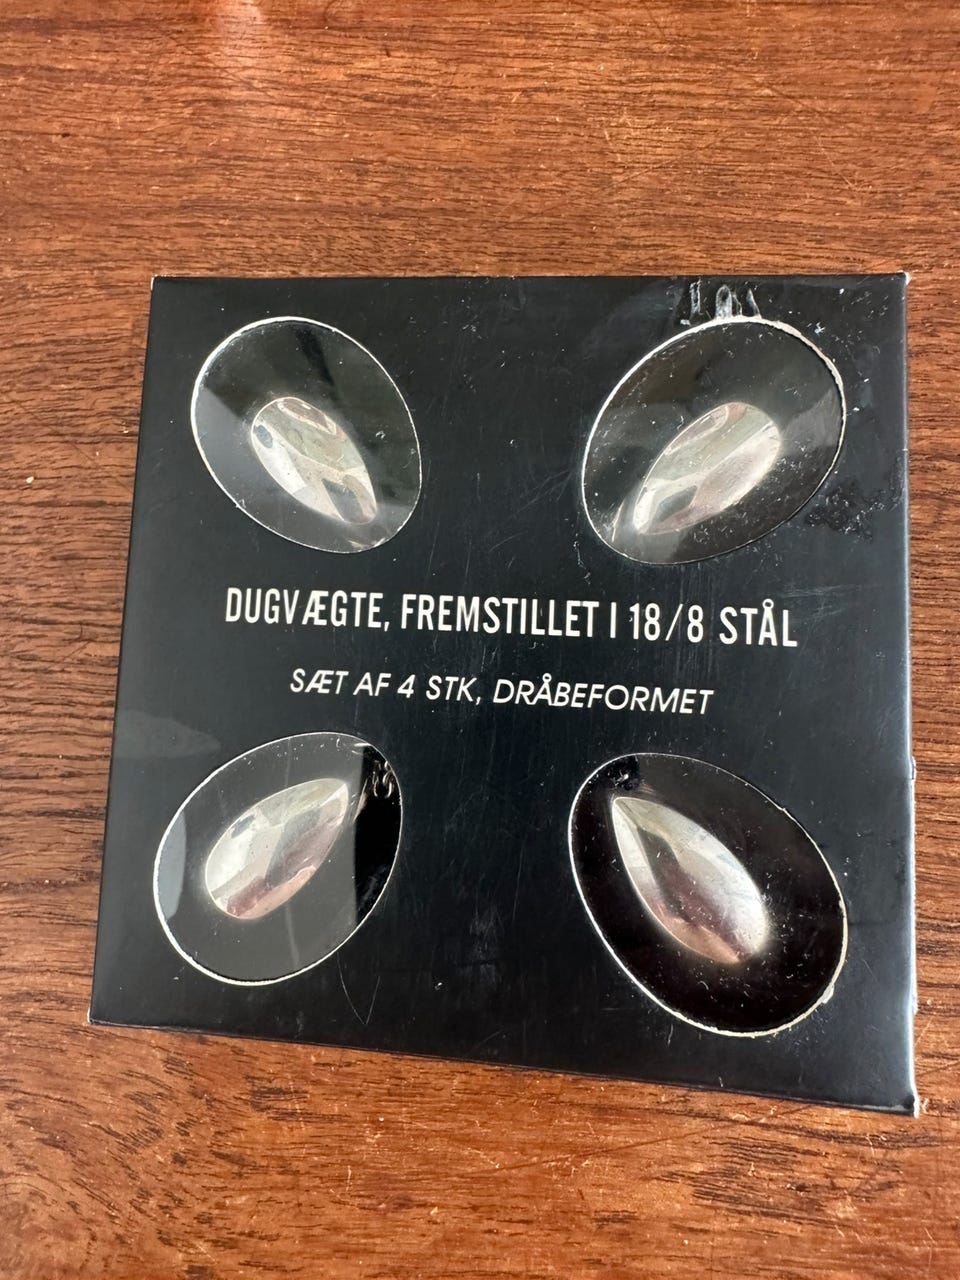 DUGVÆGTE, FREMSTILLET I 18/8 STÅL
SÆT AF 4 STK, DRÅBEFORMET